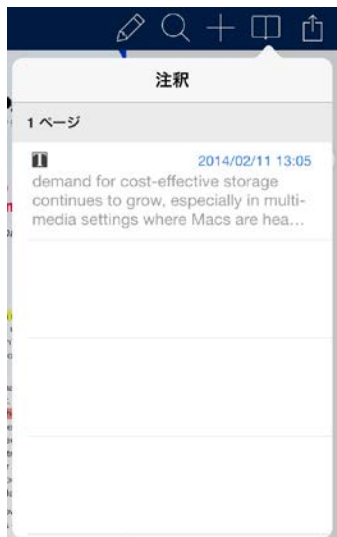 注釈
1 ページ
2014/02/11 13:05
demand for cost-effective storage
continues to grow, especially in multi-
media settings where Macs are hea...